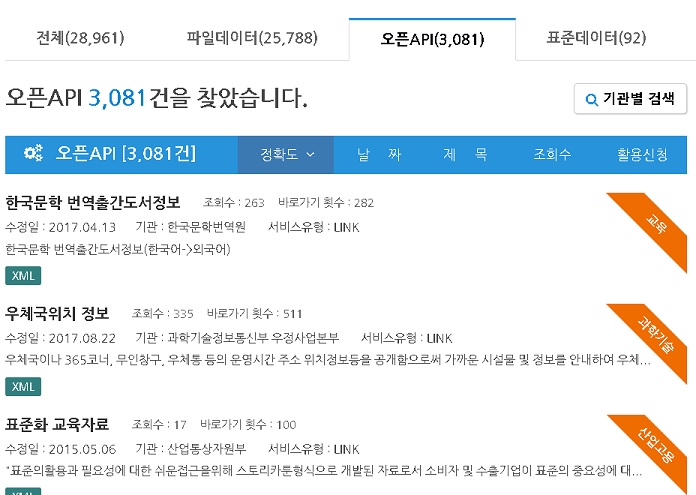 전체(28,961) 파일데이터(25,788) 오픈API(3,081) 표준데이터(92)
오픈API 3,081건을 찾았습니다. 기관별 검색
오픈API [3,081건] 정확도 날 짜 제 목 조회수 활용신청
한국문학 번역출간도서정보 조회수 : 263 바로가기 횟수 : 282 교육
수정일 : 2017.04.13 기관 : 한국문학번역원 서비스유형 : LINK
한국문학 번역출간도서정보(한국어->외국어)
XML
우체국위치 정보 조회수 : 335 바로가기 횟수 : 511 과학기술
수정일 : 2017.08.22 기관 : 과학기술정보통신부 우정사업본부 서비스유형 : LINK
우체국이나 365코너, 무인창구, 우체통 등의 운영시간 주소 위치정보등을 공개함으로써 가까운 시설물 및 정보를 안내하여 우체...
XML
표준화 교육자료 조회수 : 17 바로가기 횟수 : 100 산업고용
수정일 : 2015.05.06 기관 : 산업통상자원부 서비스유형 : LINK
"표준의활용과 필요성에 대한 쉬운접근을위해 스토리카툰형식으로 개발된 자료로서 소비자 및 수출기업이 표준의 중요성에 대...
XML